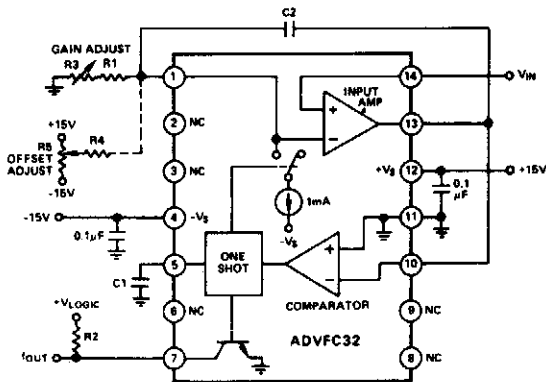 C2
GAIN ADJUST
R3
R1
1
14
VIN
INPUT
AMP
+
−
13
2
NC
+15V
R5
R4
OFFSET
ADJUST
-15V
3
NC
+VS
12
+15V
0.1
µF
1mA
-VS
-15V
4
-VS
0.1µF
11
5
C1
ONE
SHOT
+
−
10
COMPARATOR
+VLOGIC
6
NC
9
NC
R2
ADVFC32
fOUT
7
8
NC